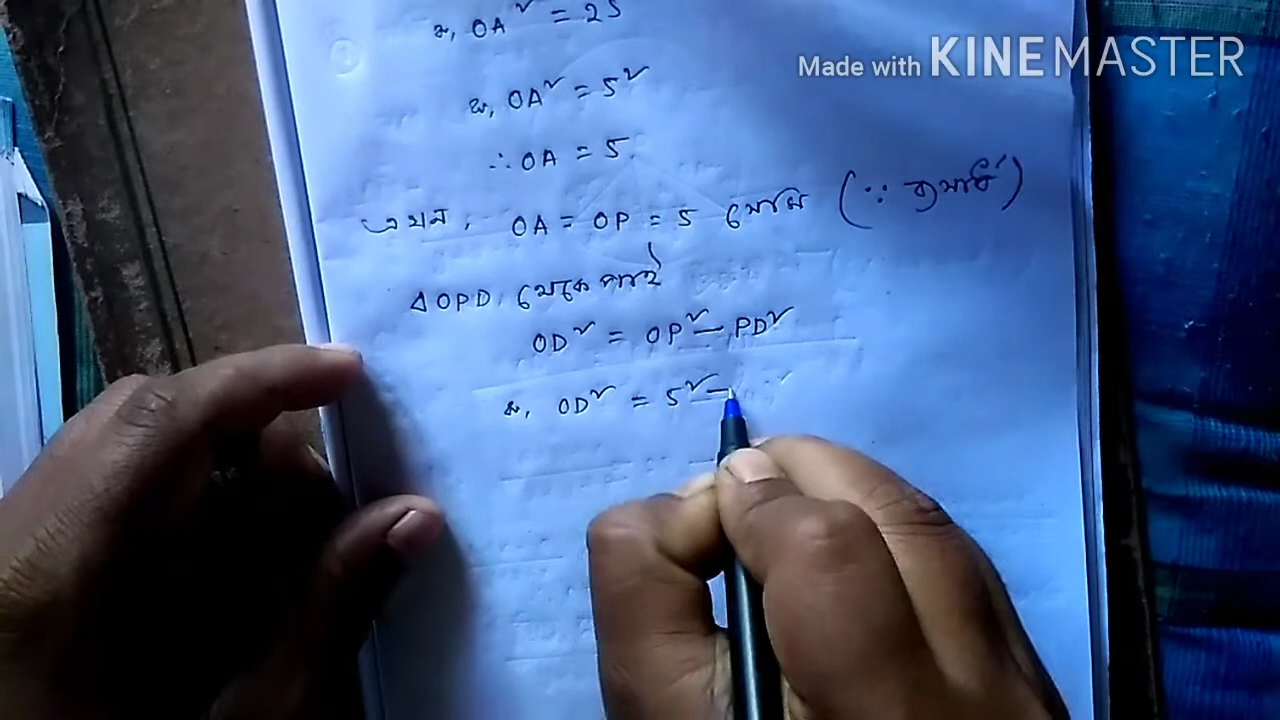 Made with KINEMASTER
বা, OA² = 25
বা, OA² = 5²
∴ OA = 5.
এখন, OA = OP = 5 সেমি (∵ ব্যাসার্ধ)
△OPD থেকে পাই
OD² = OP² − PD²
বা, OD² = 5² −